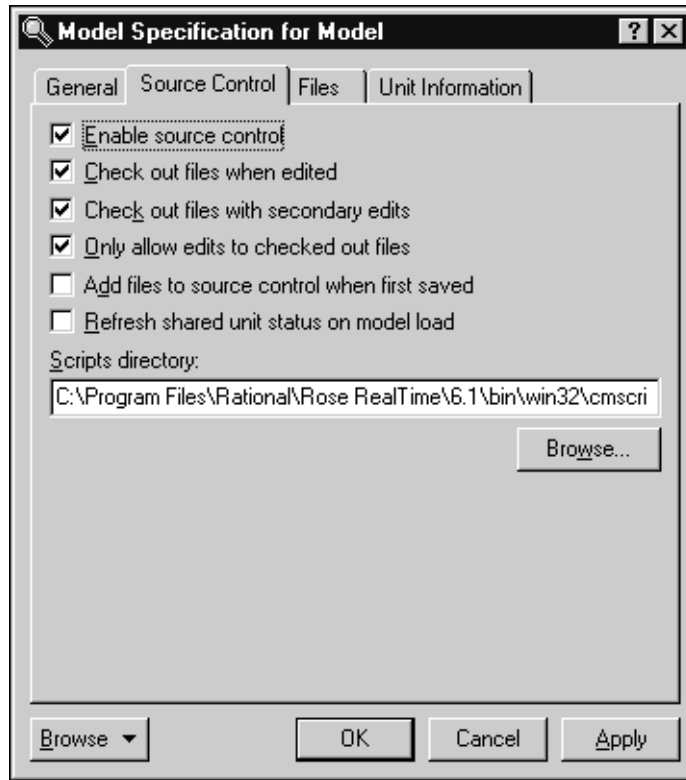 Model Specification for Model
General Source Control Files Unit Information
Enable source control
Check out files when edited
Check out files with secondary edits
Only allow edits to checked out files
Add files to source control when first saved
Refresh shared unit status on model load
Scripts directory:
C:\Program Files\Rational\Rose RealTime\6.1\bin\win32\cmscri
Browse...
Browse OK Cancel Apply